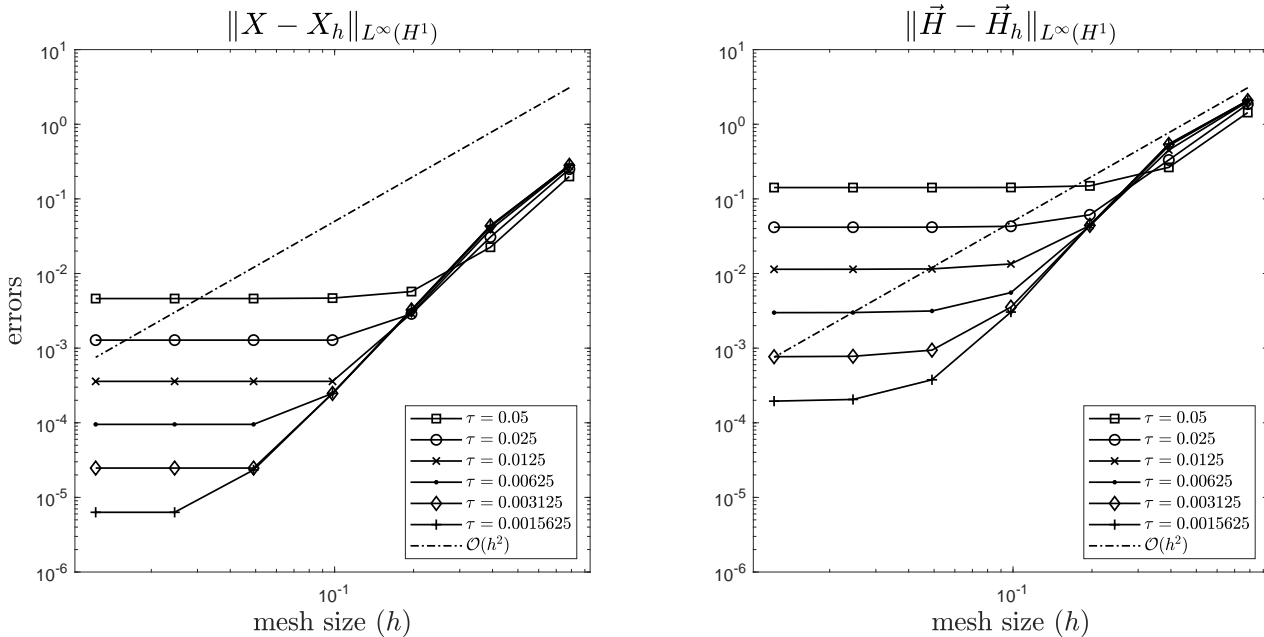 ‖X − X_h‖_{L^∞(H^1)}
errors
10^1
10^0
10^{-1}
10^{-2}
10^{-3}
10^{-4}
10^{-5}
10^{-6}
τ = 0.05
τ = 0.025
τ = 0.0125
τ = 0.00625
τ = 0.003125
τ = 0.0015625
O(h^2)
10^{-1}
mesh size (h)
‖\vec{H} − \vec{H}_h‖_{L^∞(H^1)}
10^1
10^0
10^{-1}
10^{-2}
10^{-3}
10^{-4}
10^{-5}
10^{-6}
τ = 0.05
τ = 0.025
τ = 0.0125
τ = 0.00625
τ = 0.003125
τ = 0.0015625
O(h^2)
10^{-1}
mesh size (h)